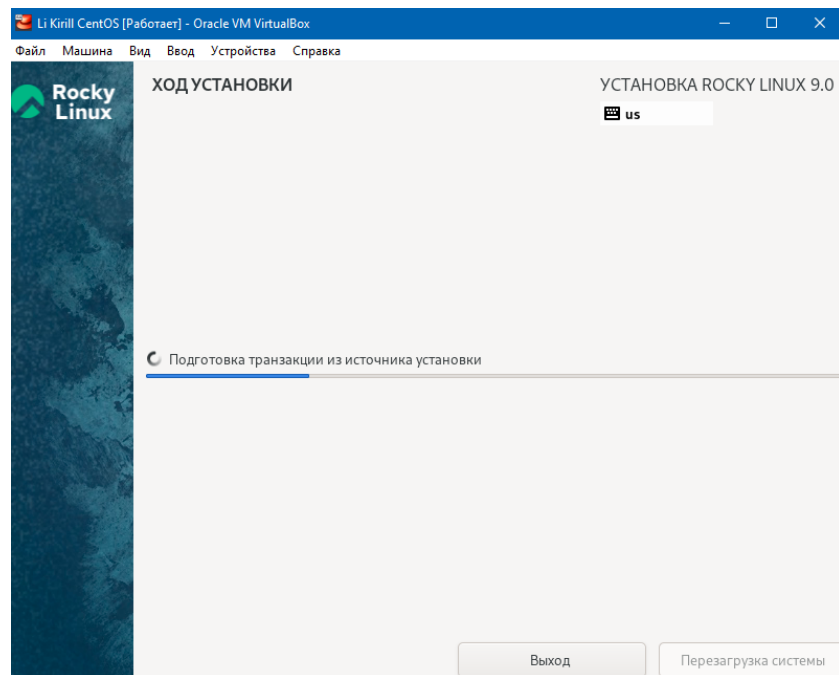 Li Kirill CentOS [Работает] - Oracle VM VirtualBox
Файл Машина Вид Ввод Устройства Справка
Rocky
Linux
ХОД УСТАНОВКИ
УСТАНОВКА ROCKY LINUX 9.0
us
Подготовка транзакции из источника установки
Выход
Перезагрузка системы